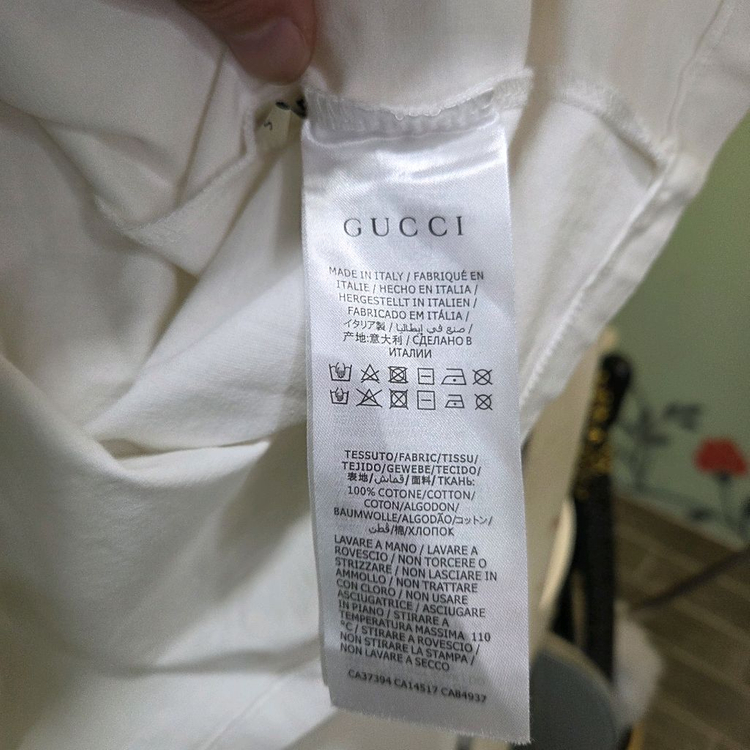 GUCCI
MADE IN ITALY / FABRIQUÉ EN
ITALIE / HECHO EN ITALIA /
HERGESTELLT IN ITALIEN /
FABRICADO EM ITÁLIA /
イタリア製 / صنع في إيطاليا /
产地:意大利 / СДЕЛАНО В
ИТАЛИИ
TESSUTO/FABRIC/TISSU/
TEJIDO/GEWEBE/TECIDO/
表地/قماش/面料/ТКАНЬ:
100% COTONE/COTTON/
COTON/ALGODON/
BAUMWOLLE/ALGODÃO/コットン/
قطن/棉/ХЛОПОК
LAVARE A MANO / LAVARE A
ROVESCIO / NON TORCERE O
STRIZZARE / NON LASCIARE IN
AMMOLLO / NON TRATTARE
CON CLORO / NON USARE
ASCIUGATRICE / ASCIUGARE
IN PIANO / STIRARE A
TEMPERATURA MASSIMA 110
°C / STIRARE A ROVESCIO /
NON STIRARE LA STAMPA /
NON LAVARE A SECCO
CA37394 CA14517 CA84937